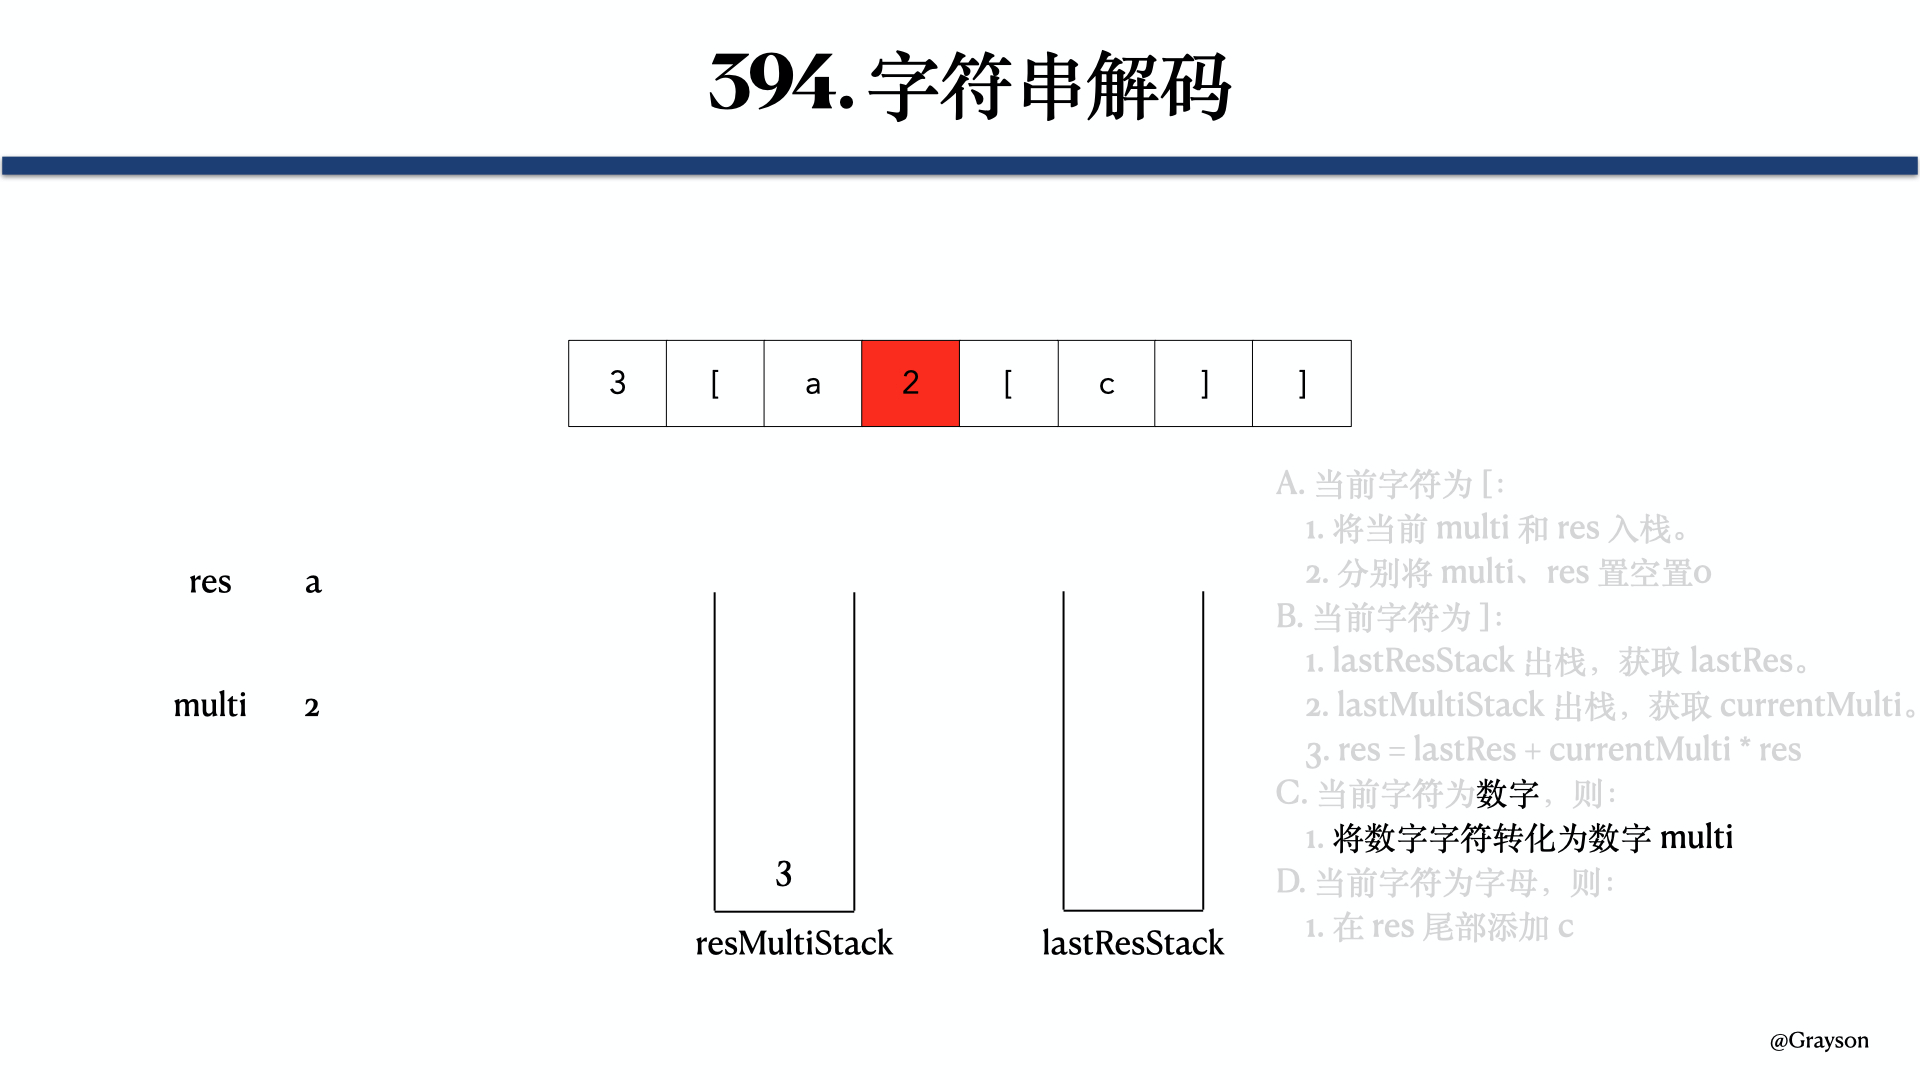 394. 字符串解码
3 [ a 2 [ c ] ]
A. 当前字符为 [：
1. 将当前 multi 和 res 入栈。
2. 分别将 multi、res 置空置0
B. 当前字符为 ]：
1. lastResStack 出栈，获取 lastRes。
2. lastMultiStack 出栈，获取 currentMulti。
3. res = lastRes + currentMulti * res
C. 当前字符为数字，则：
1. 将数字字符转化为数字 multi
D. 当前字符为字母，则：
1. 在 res 尾部添加 c
res a
multi 2
3
resMultiStack
lastResStack
@Grayson